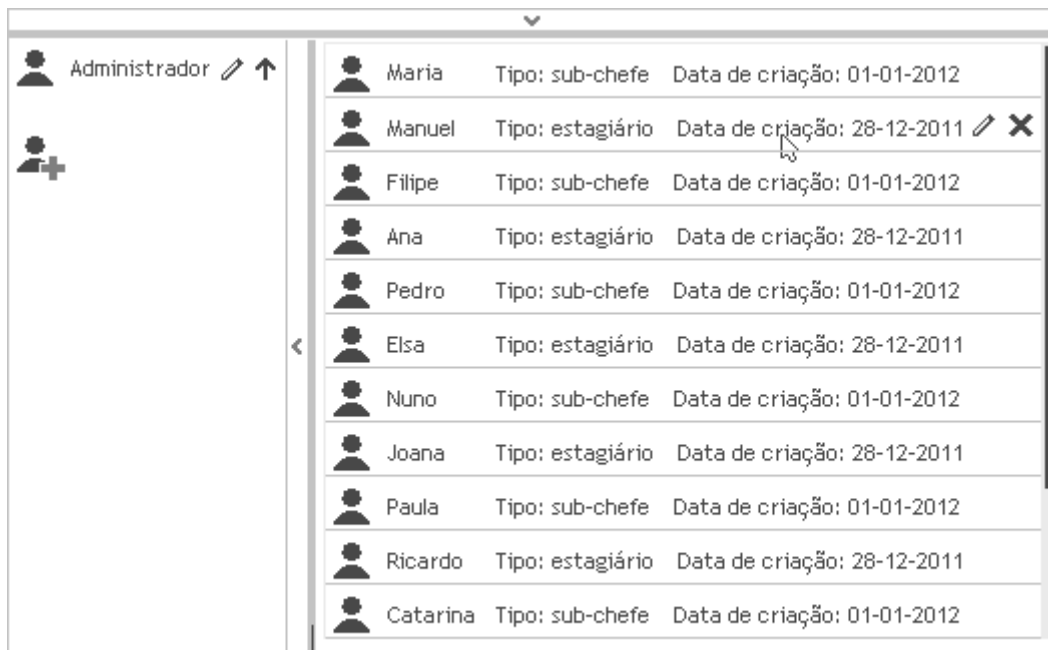 Administrador
Maria Tipo: sub-chefe Data de criação: 01-01-2012
Manuel Tipo: estagiário Data de criação: 28-12-2011
Filipe Tipo: sub-chefe Data de criação: 01-01-2012
Ana Tipo: estagiário Data de criação: 28-12-2011
Pedro Tipo: sub-chefe Data de criação: 01-01-2012
Elsa Tipo: estagiário Data de criação: 28-12-2011
Nuno Tipo: sub-chefe Data de criação: 01-01-2012
Joana Tipo: estagiário Data de criação: 28-12-2011
Paula Tipo: sub-chefe Data de criação: 01-01-2012
Ricardo Tipo: estagiário Data de criação: 28-12-2011
Catarina Tipo: sub-chefe Data de criação: 01-01-2012